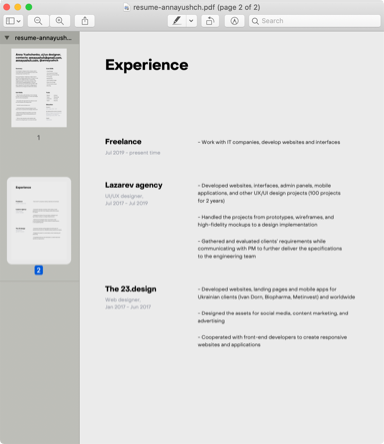 resume-annayushch.pdf (page 2 of 2)
Search
resume-annayush...
Experience
Freelance
Jul 2019 - present time
- Work with IT companies, develop websites and interfaces
Lazarev agency
UI/UX designer,
Jul 2017 - Jul 2019
- Developed websites, interfaces, admin panels, mobile
applications, and other UX/UI design projects (100 projects
for 2 years)
- Handled the projects from prototypes, wireframes, and
high-fidelity mockups to a design implementation
- Gathered and evaluated clients' requirements while
communicating with PM to further deliver the specifications
to the engineering team
The 23.design
Web designer,
Jan 2017 - Jun 2017
- Developed websites, landing pages and mobile apps for
Ukrainian clients (Ivan Dorn, Biopharma, Metinvest) and worldwide
- Designed the assets for social media, content marketing, and
advertising
- Cooperated with front-end developers to create responsive
websites and applications
1
Experience
2